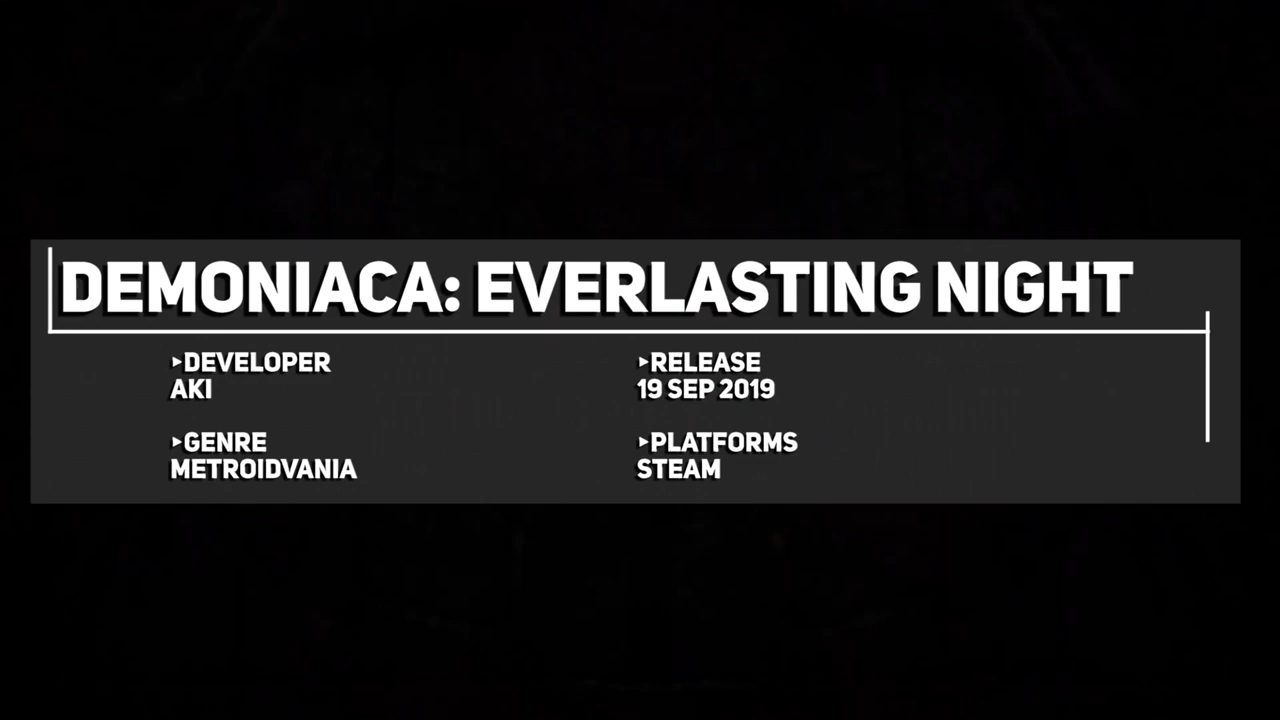 DEMONIACA: EVERLASTING NIGHT
▸DEVELOPER
AKI
▸GENRE
METROIDVANIA
▸RELEASE
19 SEP 2019
▸PLATFORMS
STEAM